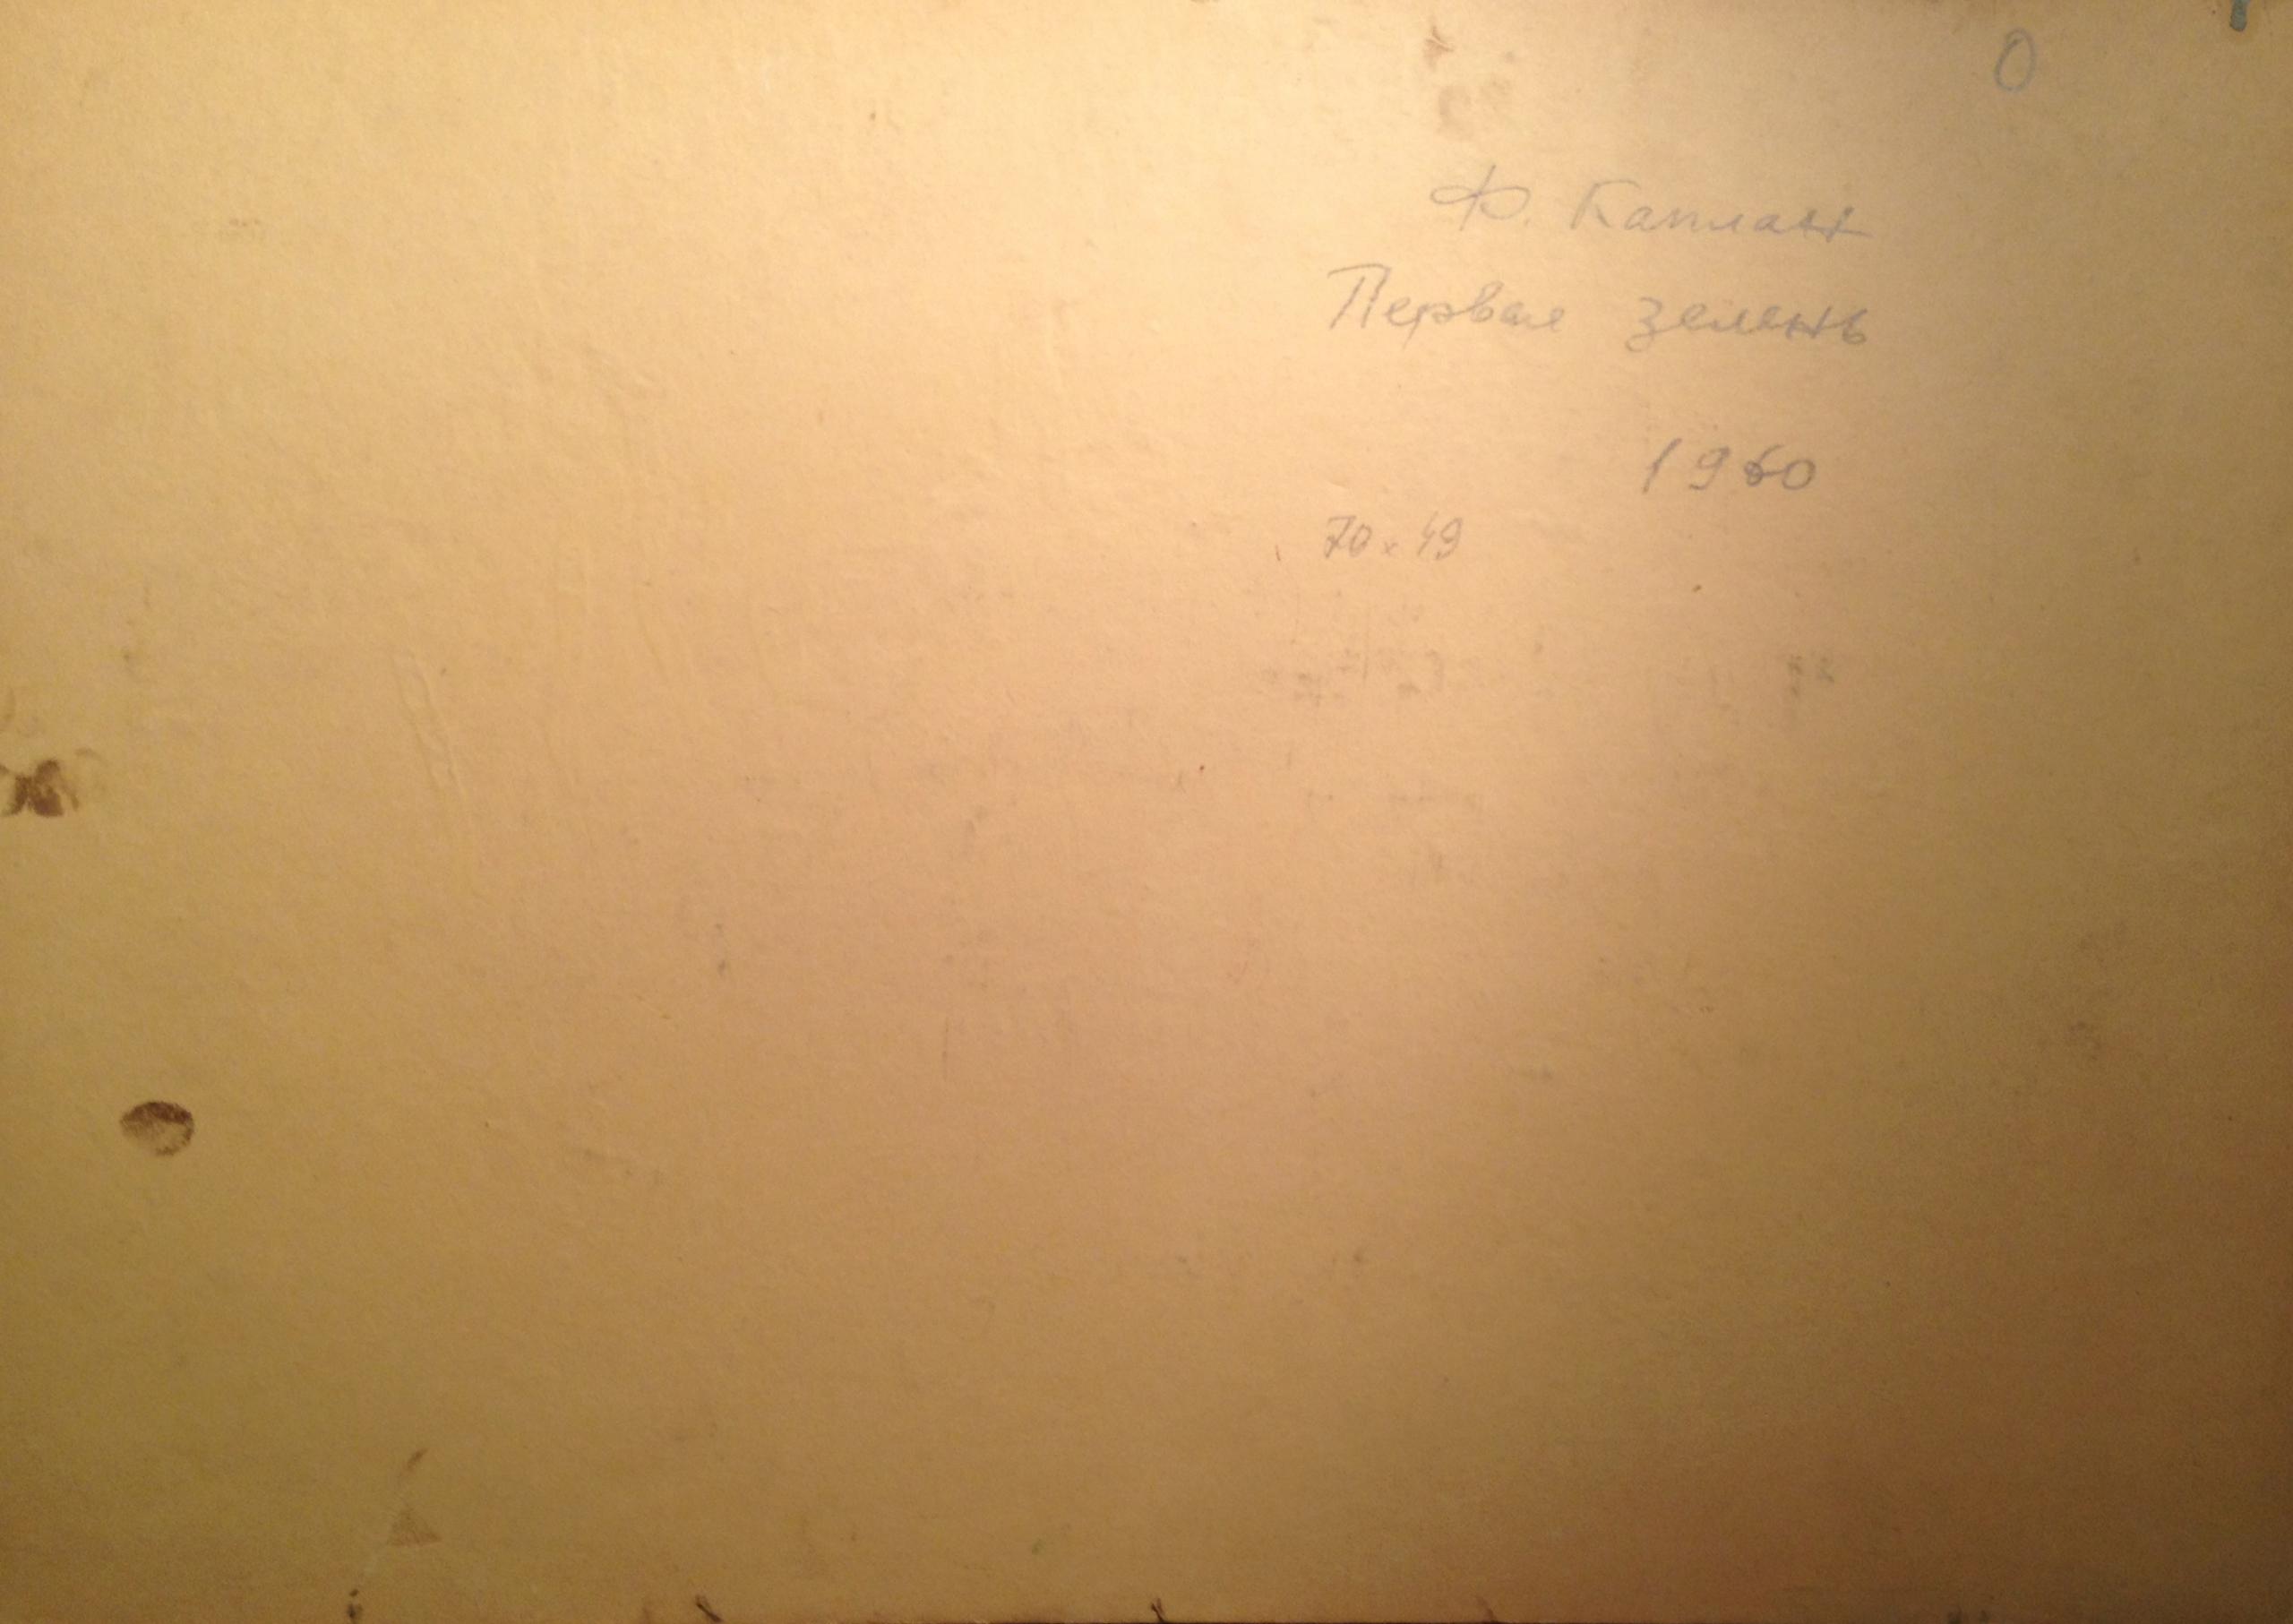 0
Ф. Каплан
Первая зелень
1960
70 x 49